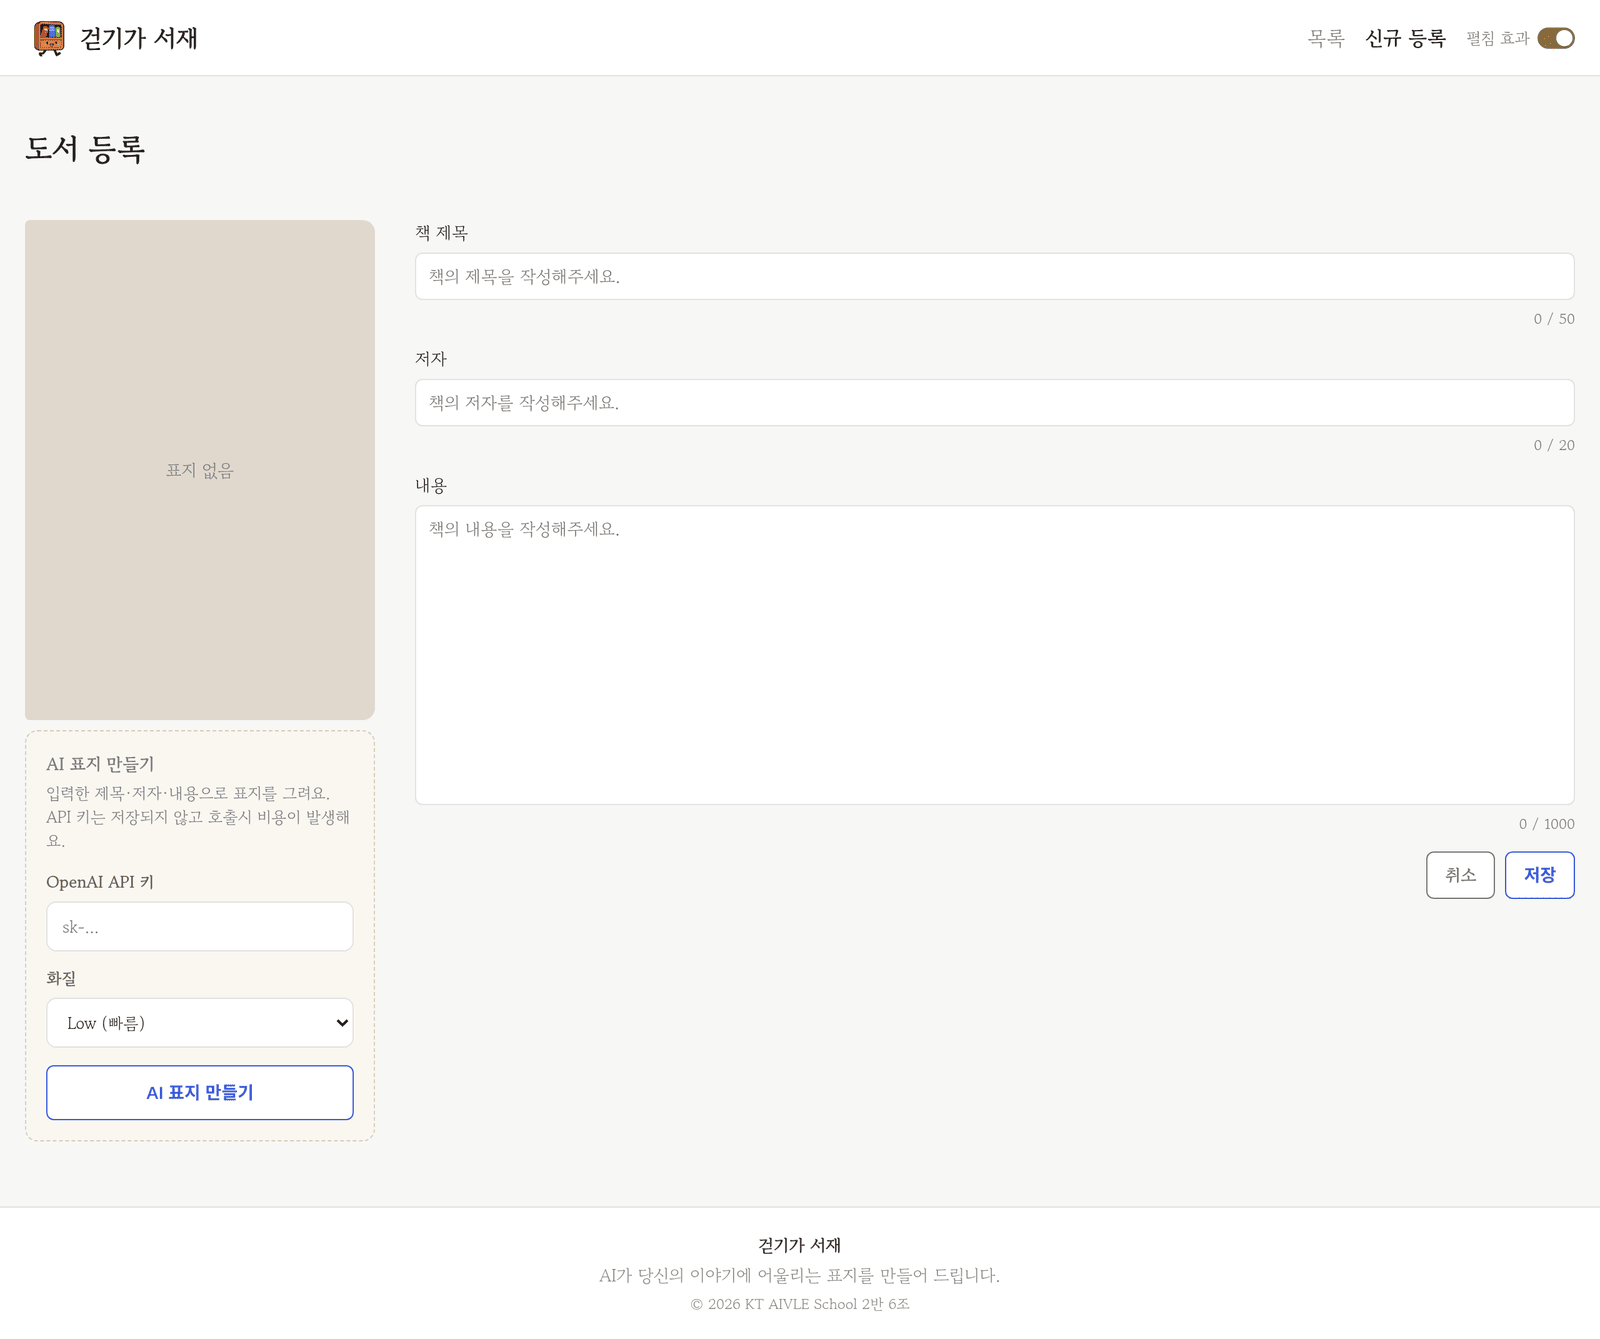 걷기가 서재
목록 신규 등록 펼침 효과
도서 등록
표지 없음
AI 표지 만들기
입력한 제목·저자·내용으로 표지를 그려요.
API 키는 저장되지 않고 호출시 비용이 발생해
요.
OpenAI API 키
sk-...
화질
Low (빠름)
AI 표지 만들기
책 제목
책의 제목을 작성해주세요.
0 / 50
저자
책의 저자를 작성해주세요.
0 / 20
내용
책의 내용을 작성해주세요.
0 / 1000
취소 저장
걷기가 서재
AI가 당신의 이야기에 어울리는 표지를 만들어 드립니다.
© 2026 KT AIVLE School 2반 6조